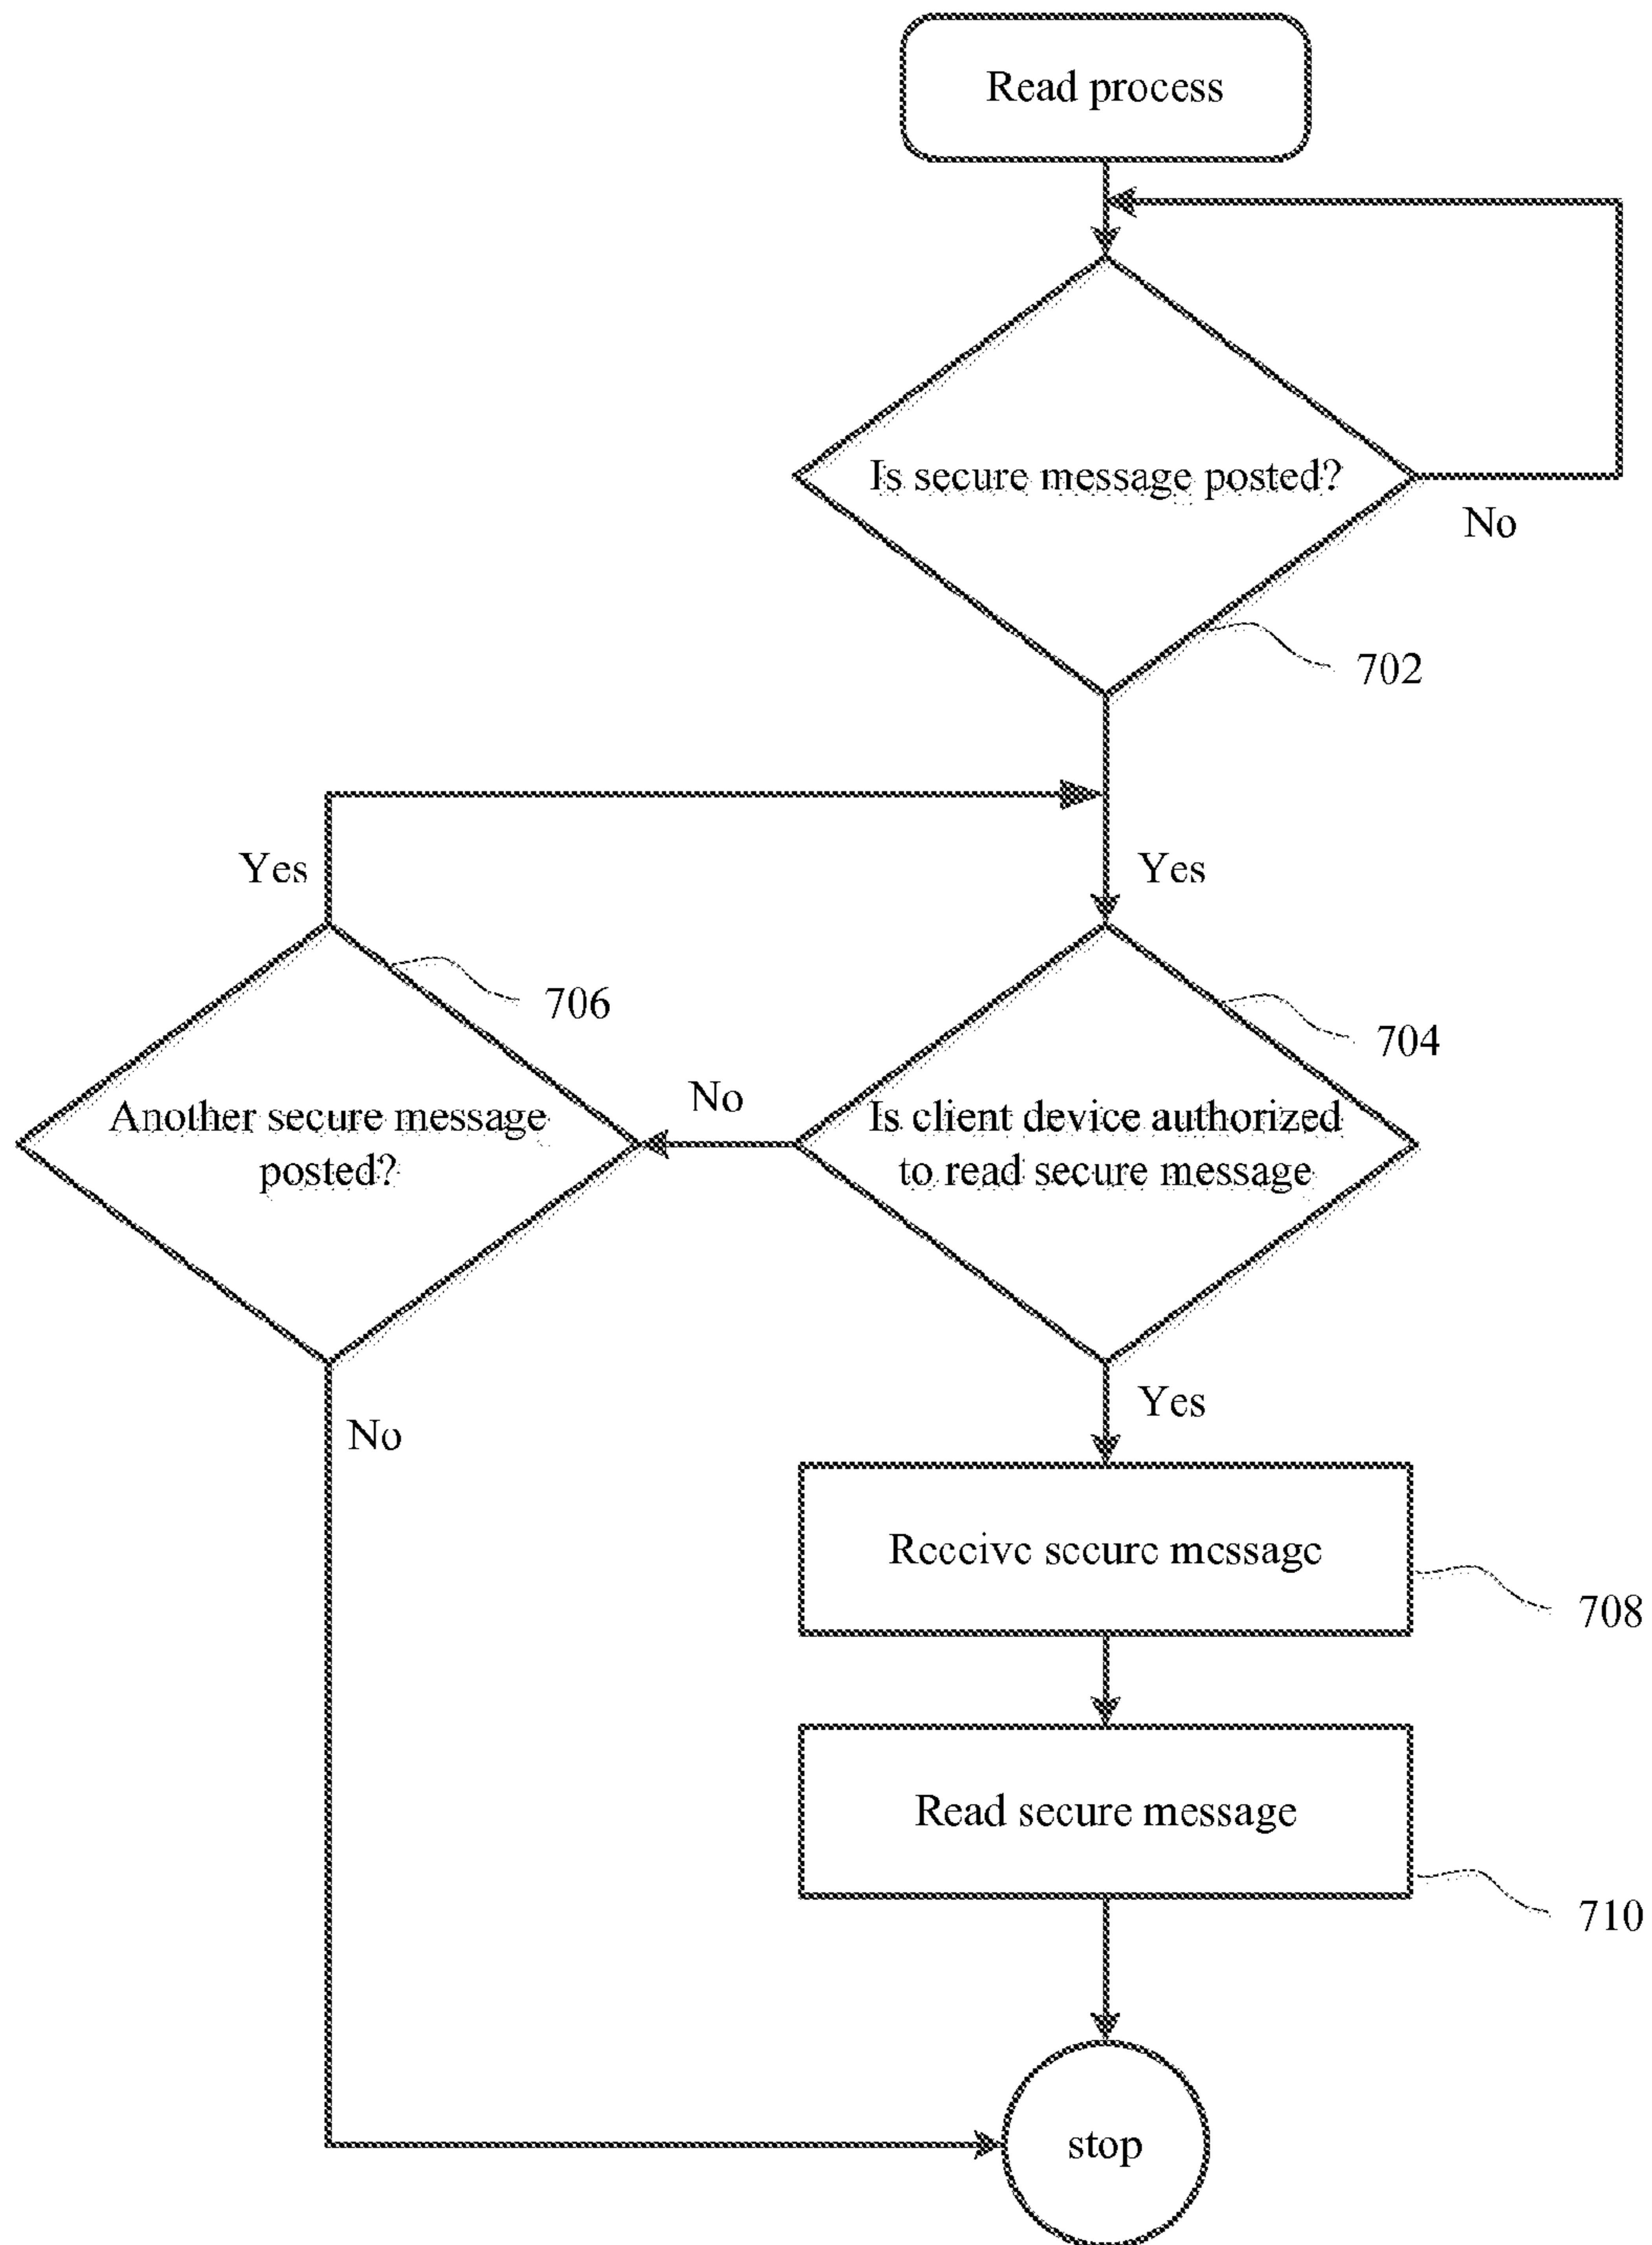 Read process
Is secure message posted?
No
702
Yes
Yes
706
704
No
Another secure message
posted?
Is client device authorized
to read secure message
Yes
No
Receive secure message
708
Read secure message
710
stop